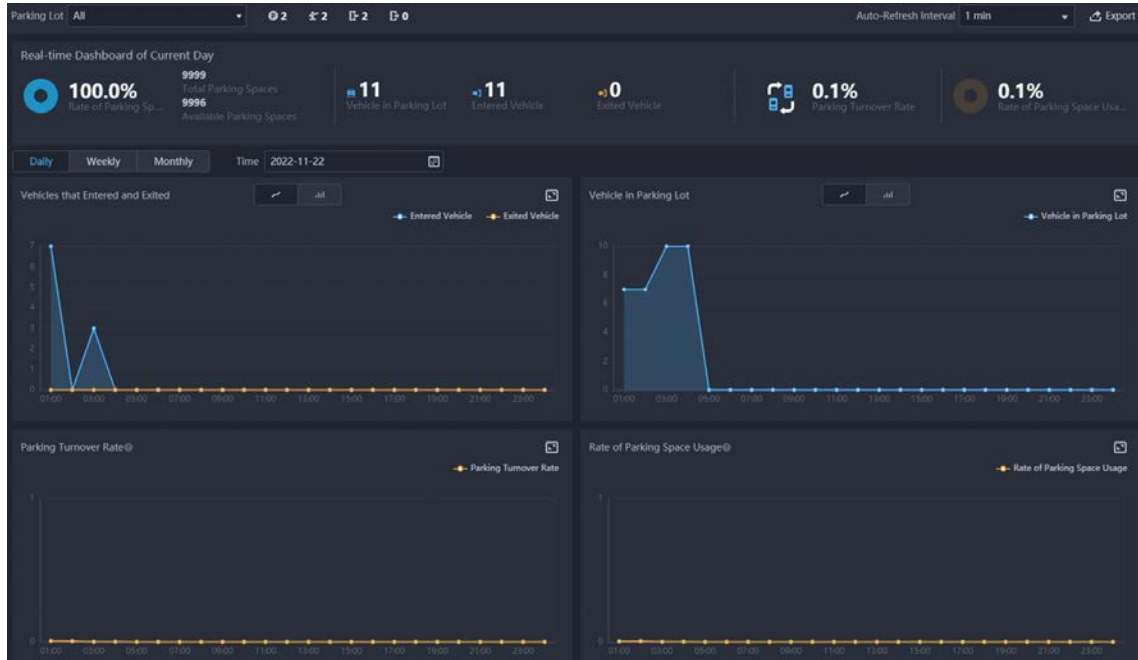 Parking Lot All 2 2 2 0 Auto-Refresh Interval 1 min Export
Real-time Dashboard of Current Day
100.0%
Rate of Parking Sp...
9999
Total Parking Spaces
9996
Available Parking Spaces
11
Vehicle in Parking Lot
11
Entered Vehicle
0
Exited Vehicle
0.1%
Parking Turnover Rate
0.1%
Rate of Parking Space Usa...
Daily Weekly Monthly Time 2022-11-22
Vehicles that Entered and Exited
Entered Vehicle Exited Vehicle
7
6
5
4
3
2
1
0
01:00 03:00 05:00 07:00 09:00 11:00 13:00 15:00 17:00 19:00 21:00 23:00
Vehicle in Parking Lot
Vehicle in Parking Lot
10
8
6
4
2
0
01:00 03:00 05:00 07:00 09:00 11:00 13:00 15:00 17:00 19:00 21:00 23:00
Parking Turnover Rate
Parking Turnover Rate
1
0
01:00 03:00 05:00 07:00 09:00 11:00 13:00 15:00 17:00 19:00 21:00 23:00
Rate of Parking Space Usage
Rate of Parking Space Usage
1
0
01:00 03:00 05:00 07:00 09:00 11:00 13:00 15:00 17:00 19:00 21:00 23:00